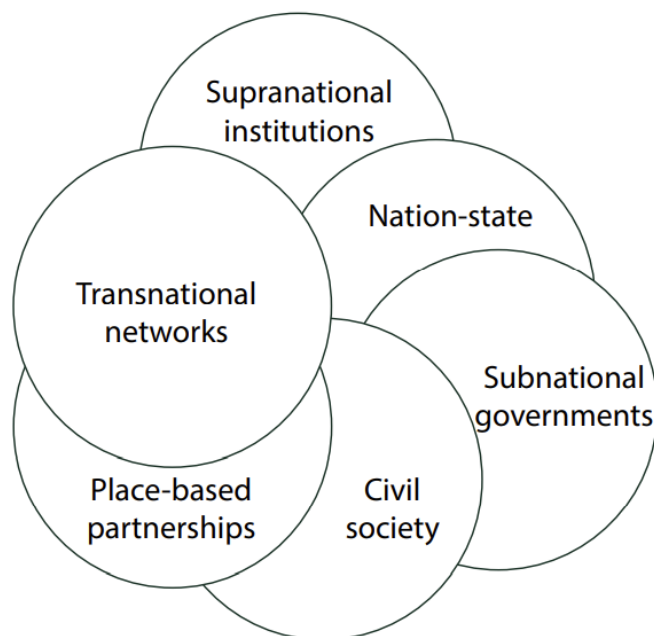 Supranational
institutions
Nation-state
Transnational
networks
Subnational
governments
Place-based
partnerships
Civil
society